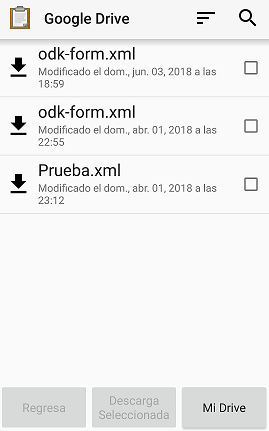 Google Drive
odk-form.xml
Modificado el dom., jun. 03, 2018 a las
18:59
odk-form.xml
Modificado el dom., abr. 01, 2018 a las
22:55
Prueba.xml
Modificado el dom., abr. 01, 2018 a las
23:12
Regresa
Descarga
Seleccionada
Mi Drive